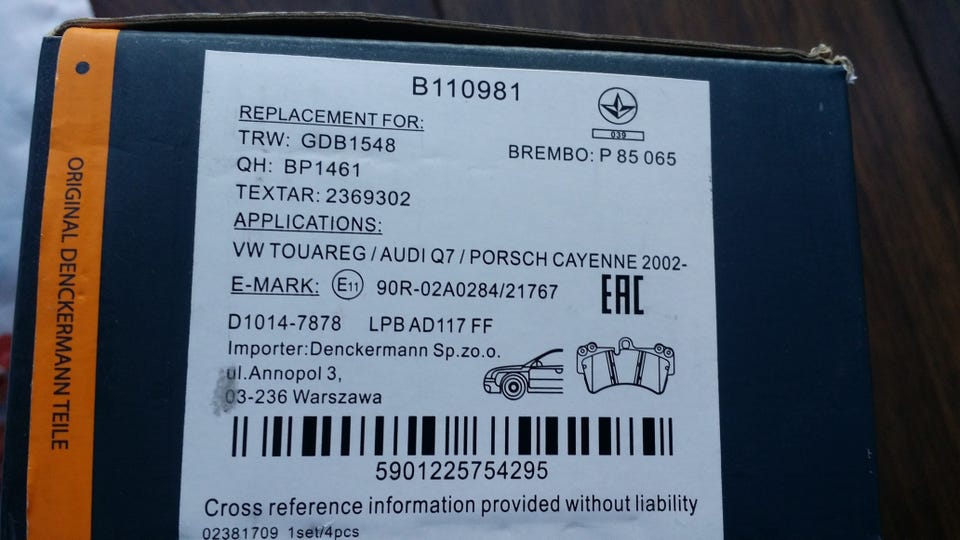 ORIGINAL DENCKERMANN TEILE
B110981
REPLACEMENT FOR:
TRW: GDB1548
QH: BP1461
TEXTAR: 2369302
039
BREMBO: P 85 065
APPLICATIONS:
VW TOUAREG / AUDI Q7 / PORSCH CAYENNE 2002-
E-MARK: E11 90R-02A0284/21767 EAC
D1014-7878 LPB AD117 FF
Importer:Denckermann Sp.zo.o.
ul.Annopol 3,
03-236 Warszawa
5901225754295
Cross reference information provided without liability
02381709 1set/4pcs